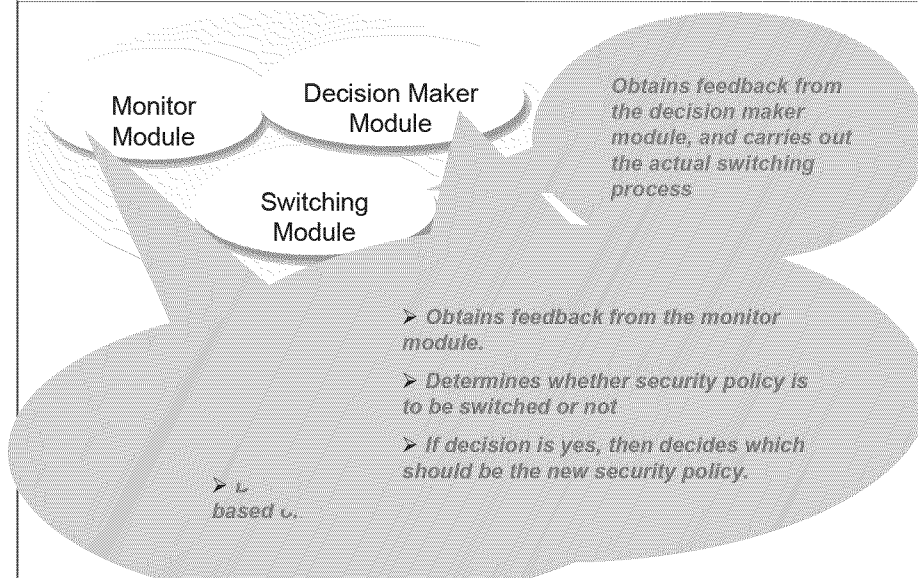 Monitor
Module
Decision Maker
Module
Switching
Module
Obtains feedback from
the decision maker
module, and carries out
the actual switching
process
➢ Obtains feedback from the monitor
module.
➢ Determines whether security policy is
to be switched or not
➢ If decision is yes, then decides which
should be the new security policy.
➢
based